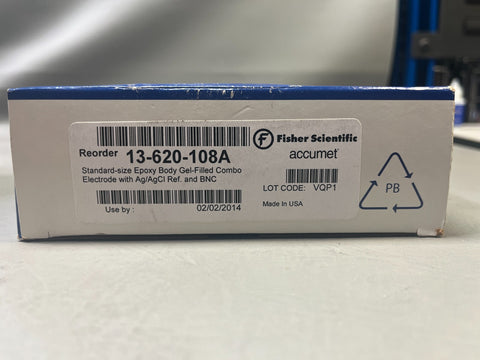 Reorder 13-620-108A
Standard-size Epoxy Body Gel-Filled Combo
Electrode with Ag/AgCl Ref. and BNC
Use by : 02/02/2014
f Fisher Scientific
accumet®
LOT CODE: VQP1
Made In USA
PB